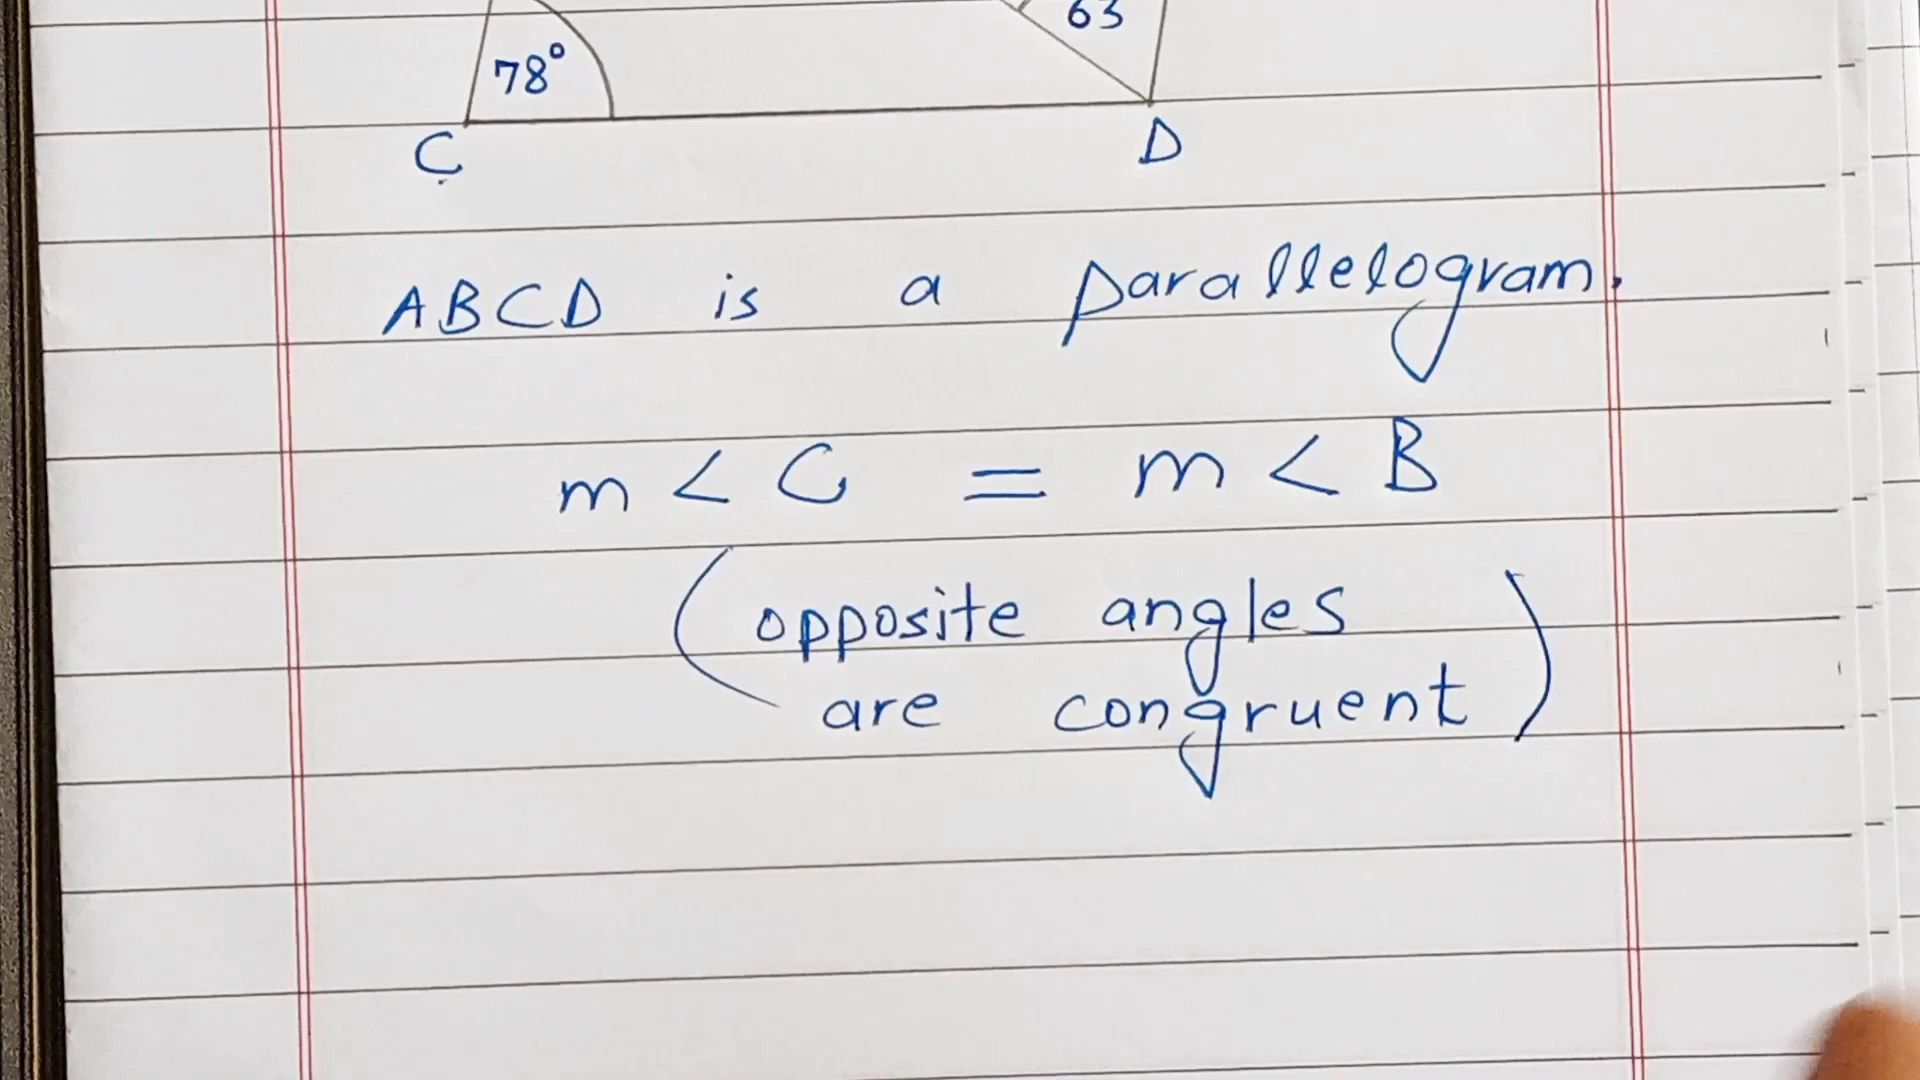 63
78°
C D
ABCD is a parallelogram.
m < C = m < B
(opposite angles
are congruent)